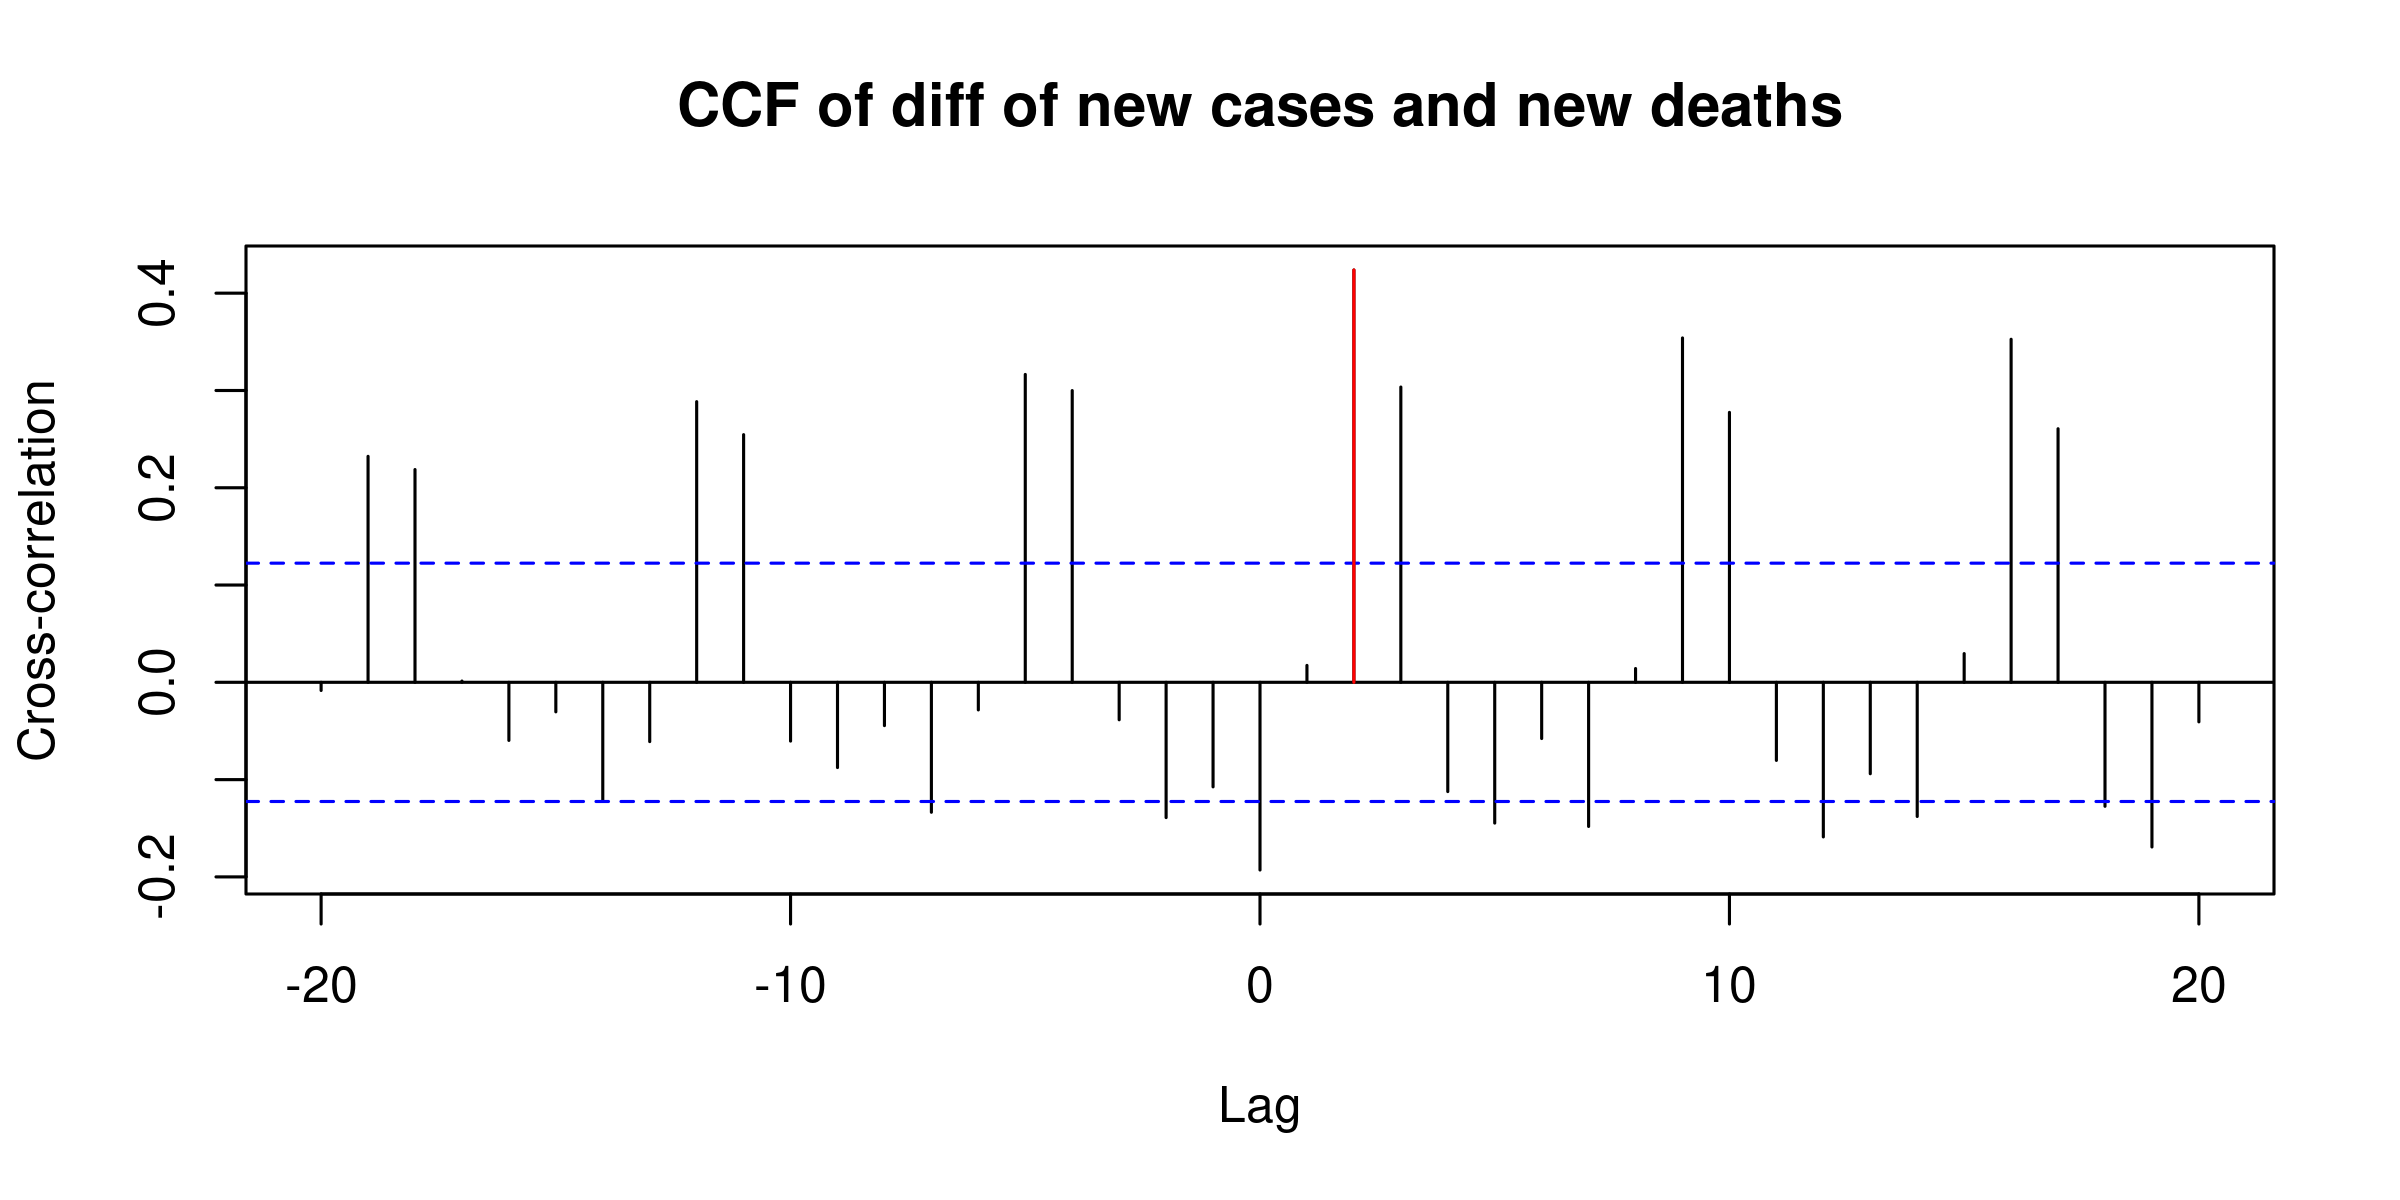 CCF of diff of new cases and new deaths
Cross-correlation
0.4
0.2
0.0
-0.2
-20 -10 0 10 20
Lag